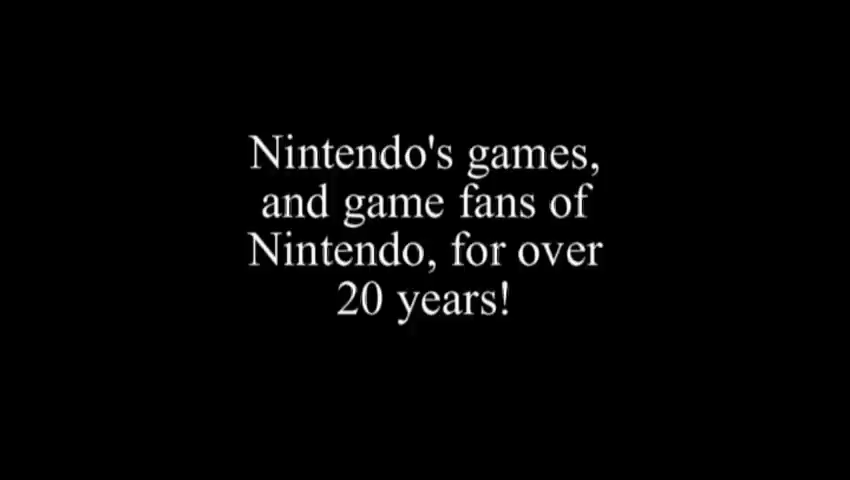 Nintendo's games,
and game fans of
Nintendo, for over
20 years!